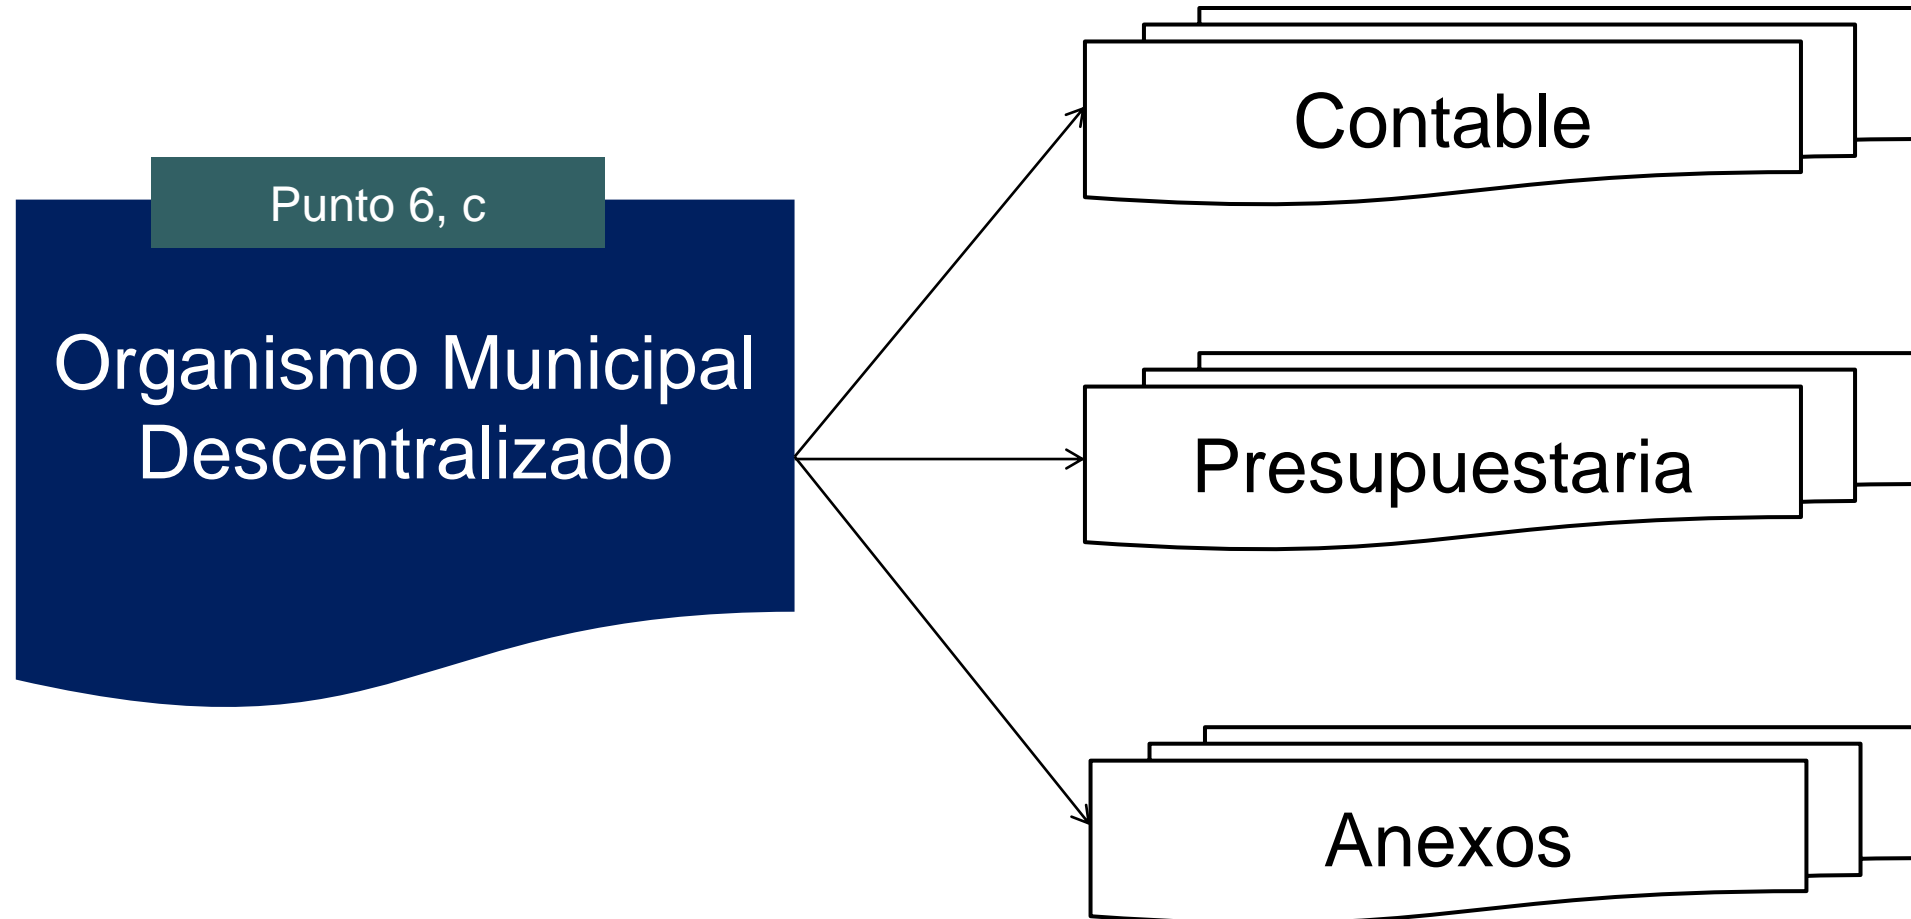 Punto 6, c
Organismo Municipal
Descentralizado
Contable
Presupuestaria
Anexos